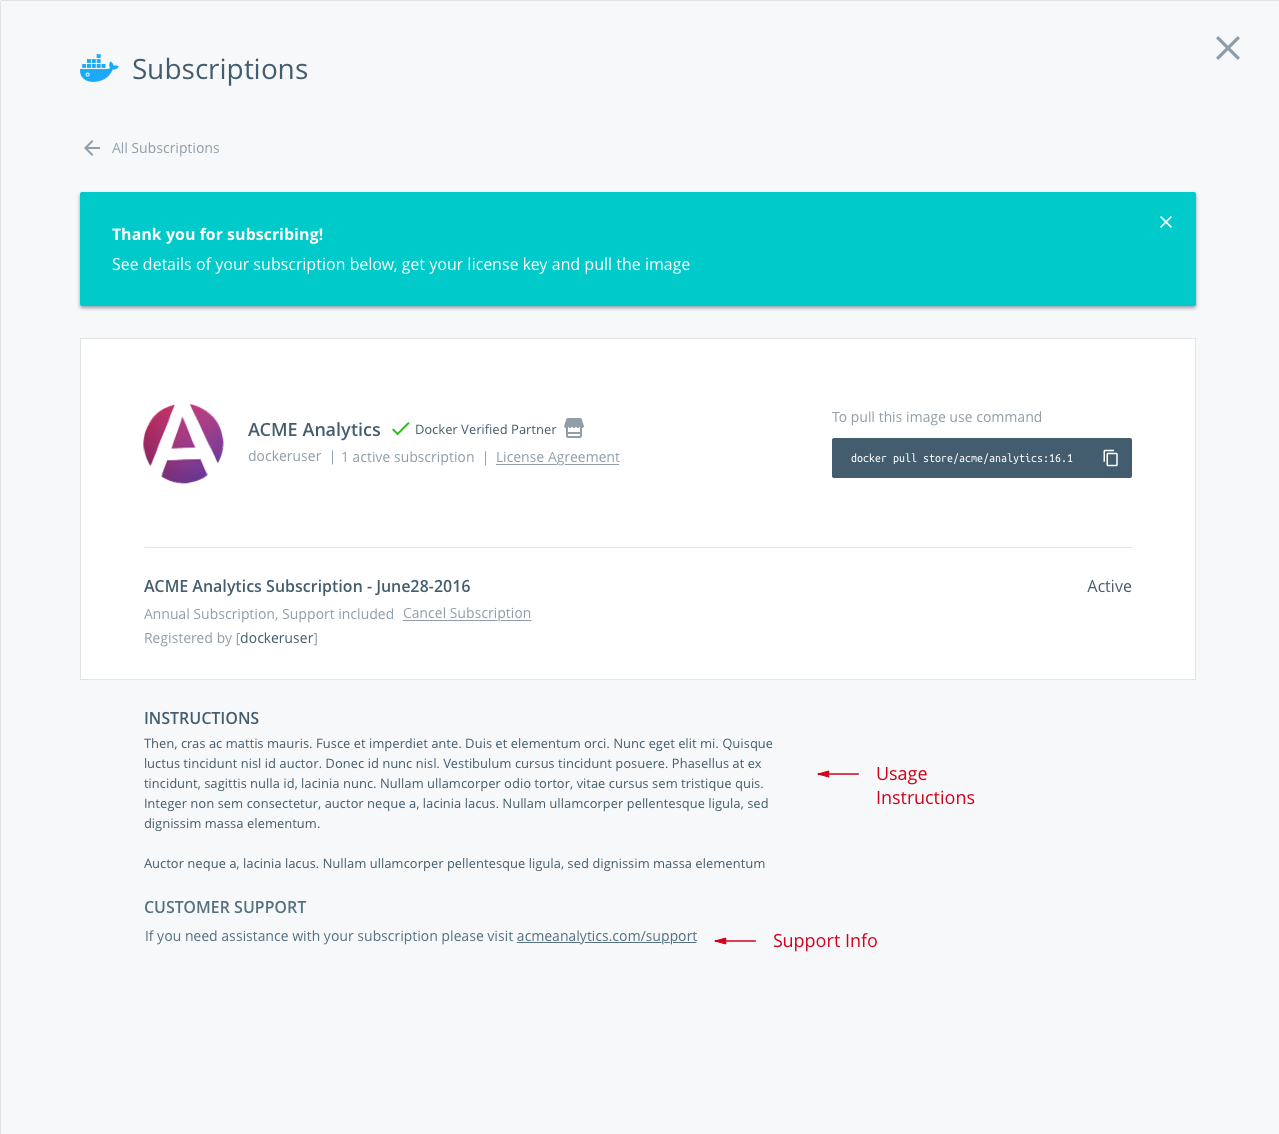 Subscriptions
All Subscriptions
Thank you for subscribing!
See details of your subscription below, get your license key and pull the image
ACME Analytics Docker Verified Partner
dockeruser | 1 active subscription | License Agreement
To pull this image use command
docker pull store/acme/analytics:16.1
ACME Analytics Subscription - June28-2016
Active
Annual Subscription, Support included Cancel Subscription
Registered by [dockeruser]
INSTRUCTIONS
Then, cras ac mattis mauris. Fusce et imperdiet ante. Duis et elementum orci. Nunc eget elit mi. Quisque
luctus tincidunt nisl id auctor. Donec id nunc nisl. Vestibulum cursus tincidunt posuere. Phasellus at ex
tincidunt, sagittis nulla id, lacinia nunc. Nullam ullamcorper odio tortor, vitae cursus sem tristique quis.
Integer non sem consectetur, auctor neque a, lacinia lacus. Nullam ullamcorper pellentesque ligula, sed
dignissim massa elementum.
Auctor neque a, lacinia lacus. Nullam ullamcorper pellentesque ligula, sed dignissim massa elementum
Usage
Instructions
CUSTOMER SUPPORT
If you need assistance with your subscription please visit acmeanalytics.com/support
Support Info